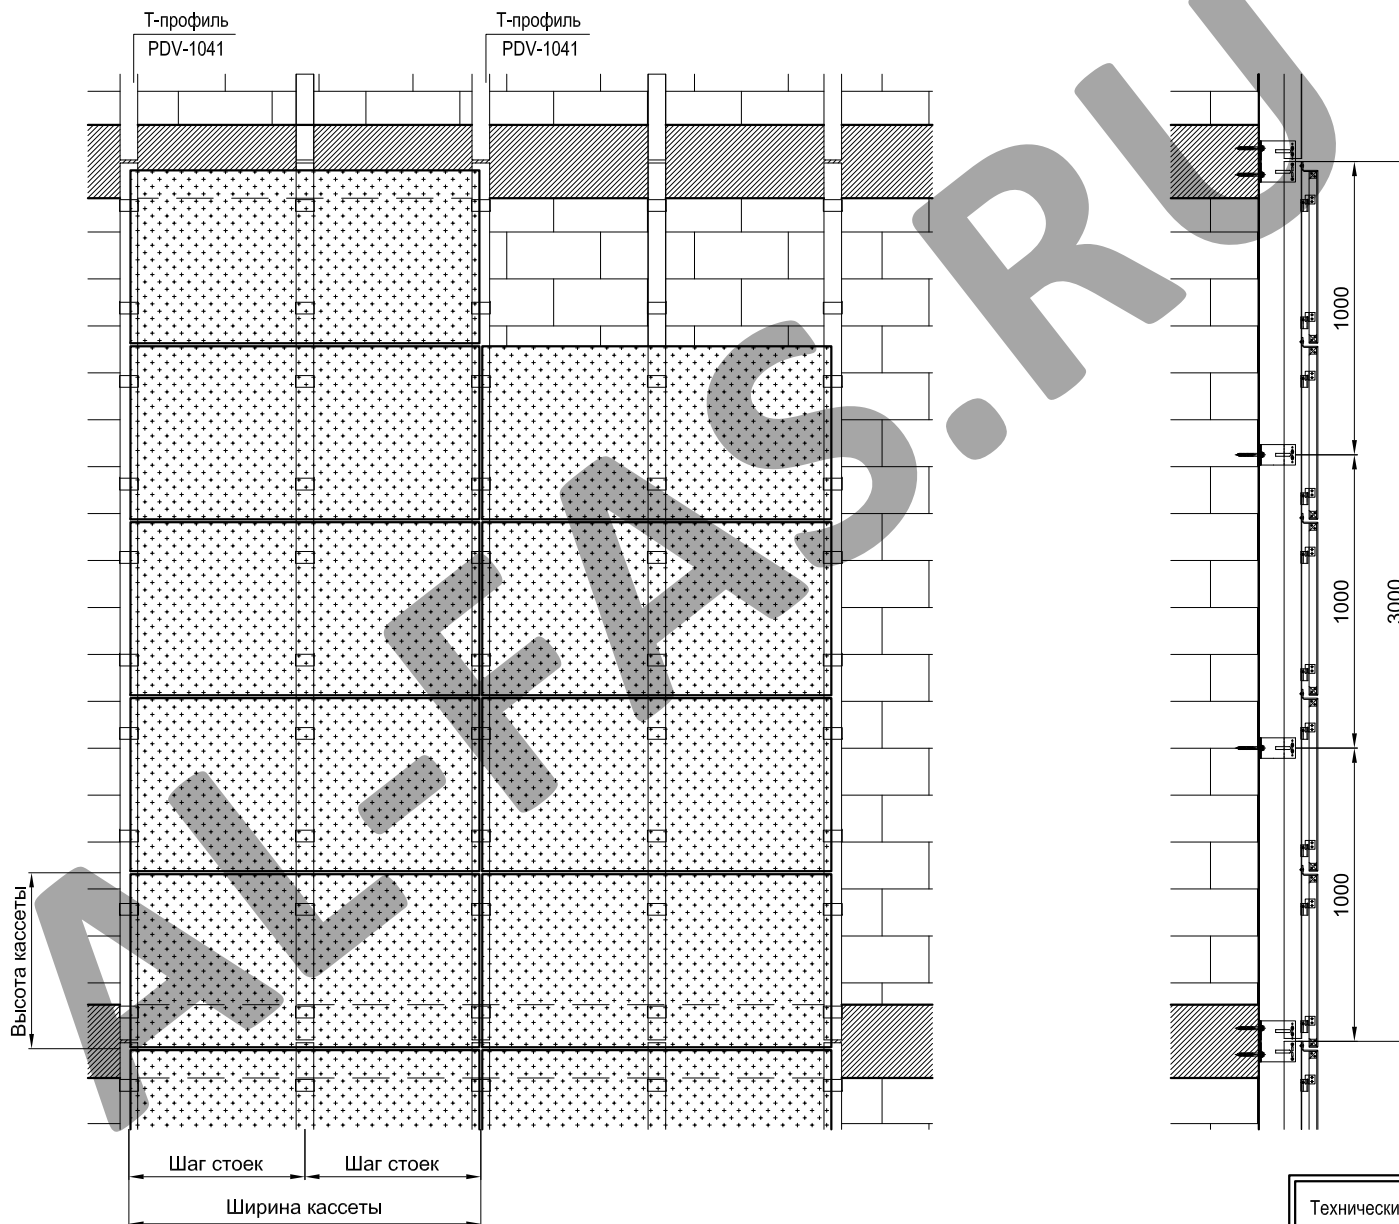 Т-профиль
PDV-1041
Т-профиль
PDV-1041
1000
1000
3000
1000
Высота кассеты
Шаг стоек
Шаг стоек
Ширина кассеты
Технически
AL-FAS.RU